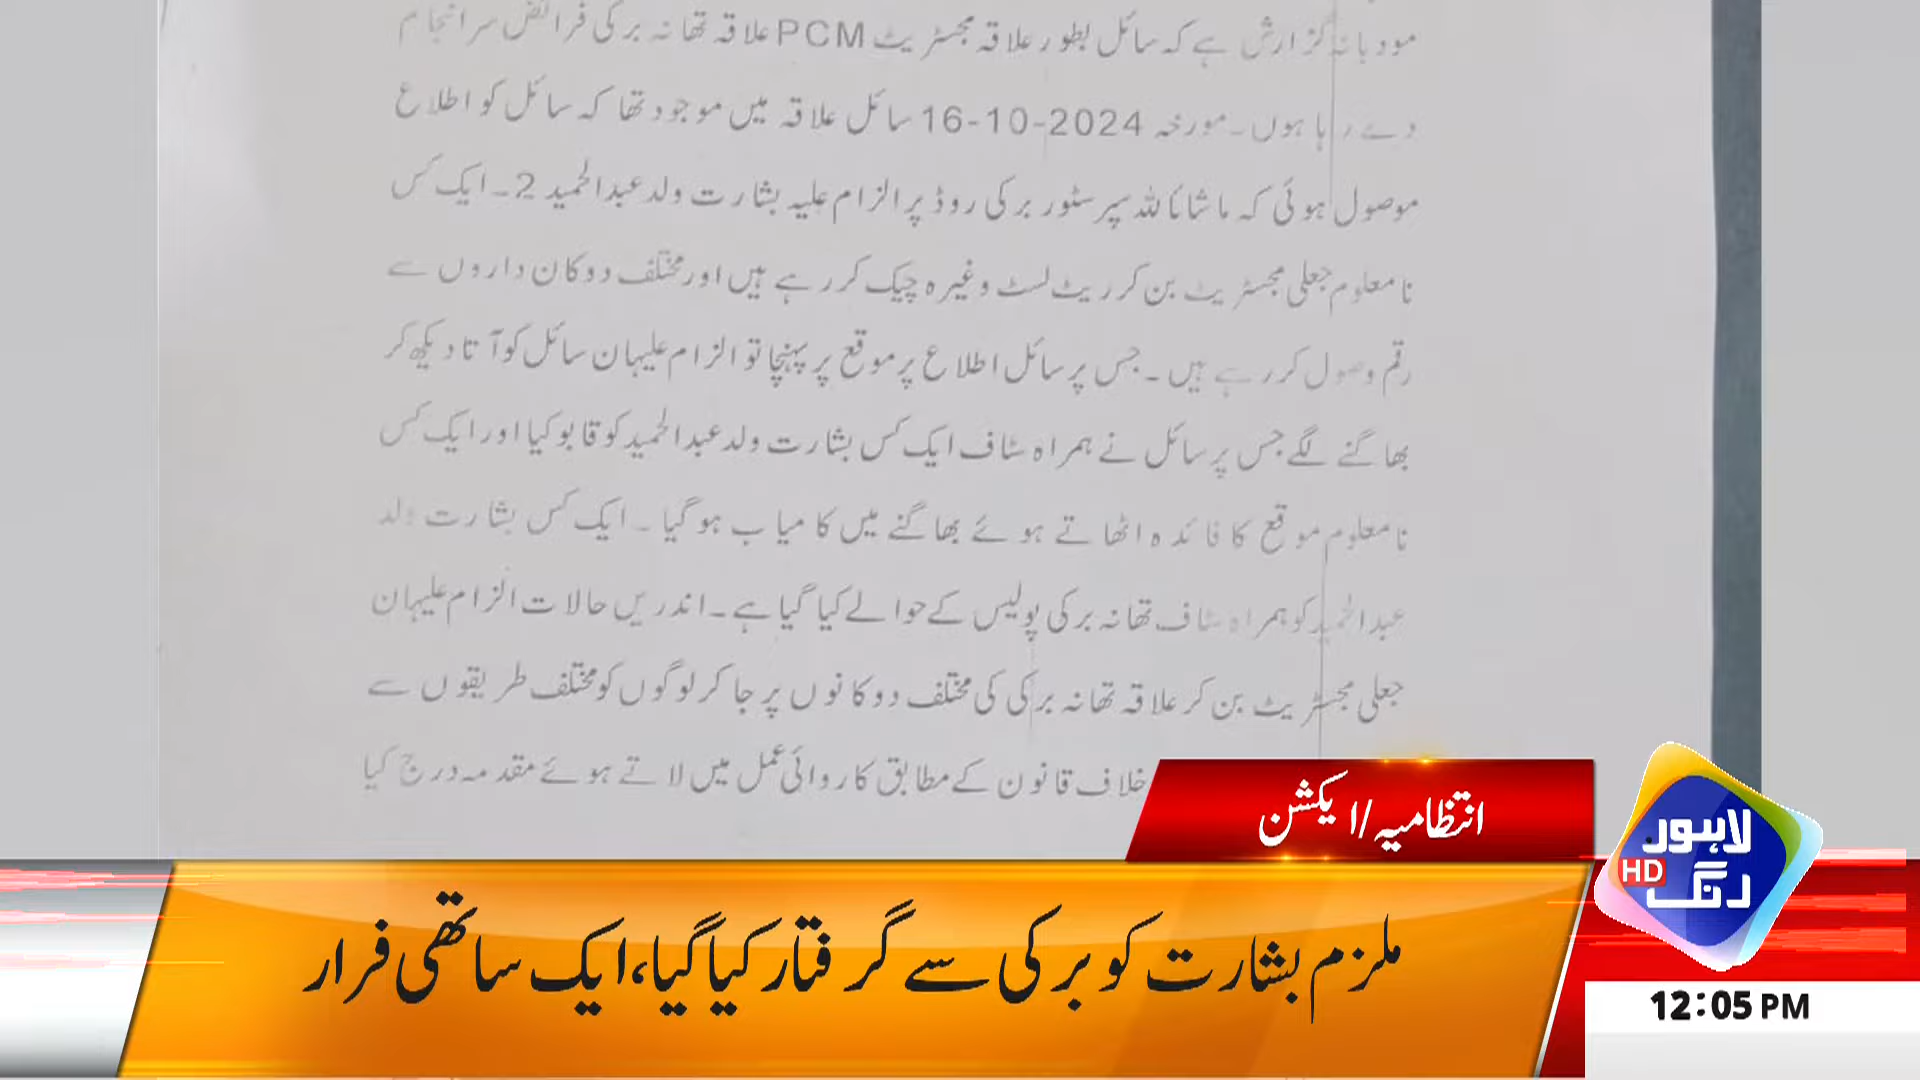 مودبانہ گزارش ہے کہ سائل بطور علاقہ مجسٹریٹ PCM علاقہ تھانہ برکی فرائض سرانجام
دے رہا ہوں۔مورخہ 2024-10-16 سائل علاقہ میں موجود تھا کہ سائل کو اطلاع
موصول ہوئی کہ ماشائاللہ سپر سٹور برکی روڈ پر الزام علیہ بشارت ولد عبدالحمید 2۔ایک کس
نامعلوم جعلی مجسٹریٹ بن کر ریٹ لسٹ وغیرہ چیک کر رہے ہیں اور مختلف دوکان داروں سے
رقم وصول کر رہے ہیں۔جس پر سائل اطلاع پر موقع پر پہنچا تو الزام علیہان سائل کو آتا دیکھ کر
بھاگنے لگے جس پر سائل نے ہمراہ سٹاف ایک کس بشارت ولد عبدالحمید کو قابو کیا اور ایک کس
نامعلوم موقع کا فائدہ اٹھاتے ہوئے بھاگنے میں کامیاب ہو گیا۔ایک کس بشارت ولد
عبدالحمید کو ہمراہ سٹاف تھانہ برکی پولیس کے حوالے کیا گیا ہے۔اندریں حالات الزام علیہان
جعلی مجسٹریٹ بن کر علاقہ تھانہ برکی کی مختلف دوکانوں پر جا کر لوگوں کو مختلف طریقوں سے
خلاف قانون کے مطابق کاروائی عمل میں لاتے ہوئے مقدمہ درج کیا
انتظامیہ/ایکشن
لاہور
رنگ
HD
ملزم بشارت کو برکی سے گرفتار کیا گیا،ایک ساتھی فرار
12:05 PM